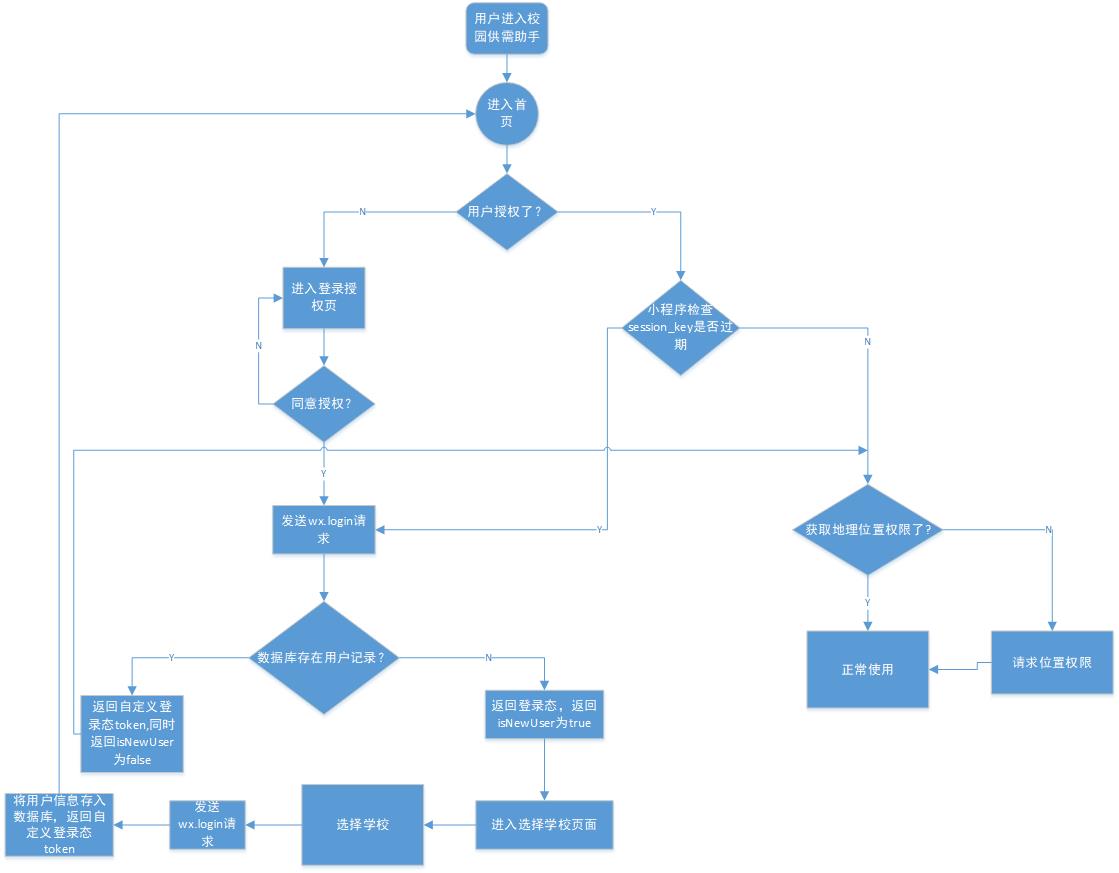 用户进入校
园供需助手
进入首
页
用户授权了？
N
Y
进入登录授
权页
小程序检查
session_key是否过
期
N
N
同意授权？
Y
发送wx.login请
求
Y
获取地理位置权限了？
N
Y
数据库存在用户记录？
Y
N
正常使用
请求位置权限
返回自定义登
录态token,同时
返回isNewUser
为false
返回登录态，返回
isNewUser为true
将用户信息存入
数据库，返回自
定义登录态
token
发送
wx.login请
求
选择学校
进入选择学校页面